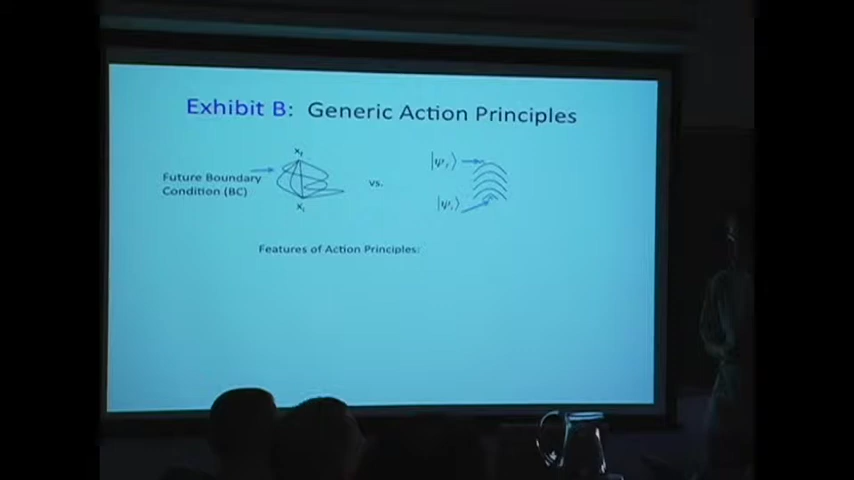 Exhibit B: Generic Action Principles
Future Boundary
Condition (BC)
vs.
Features of Action Principles: